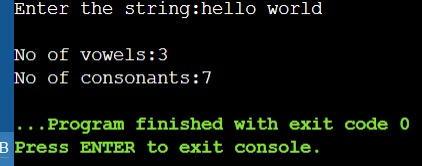 Enter the string:hello world
No of vowels:3
No of consonants:7
...Program finished with exit code 0
B
Press ENTER to exit console.